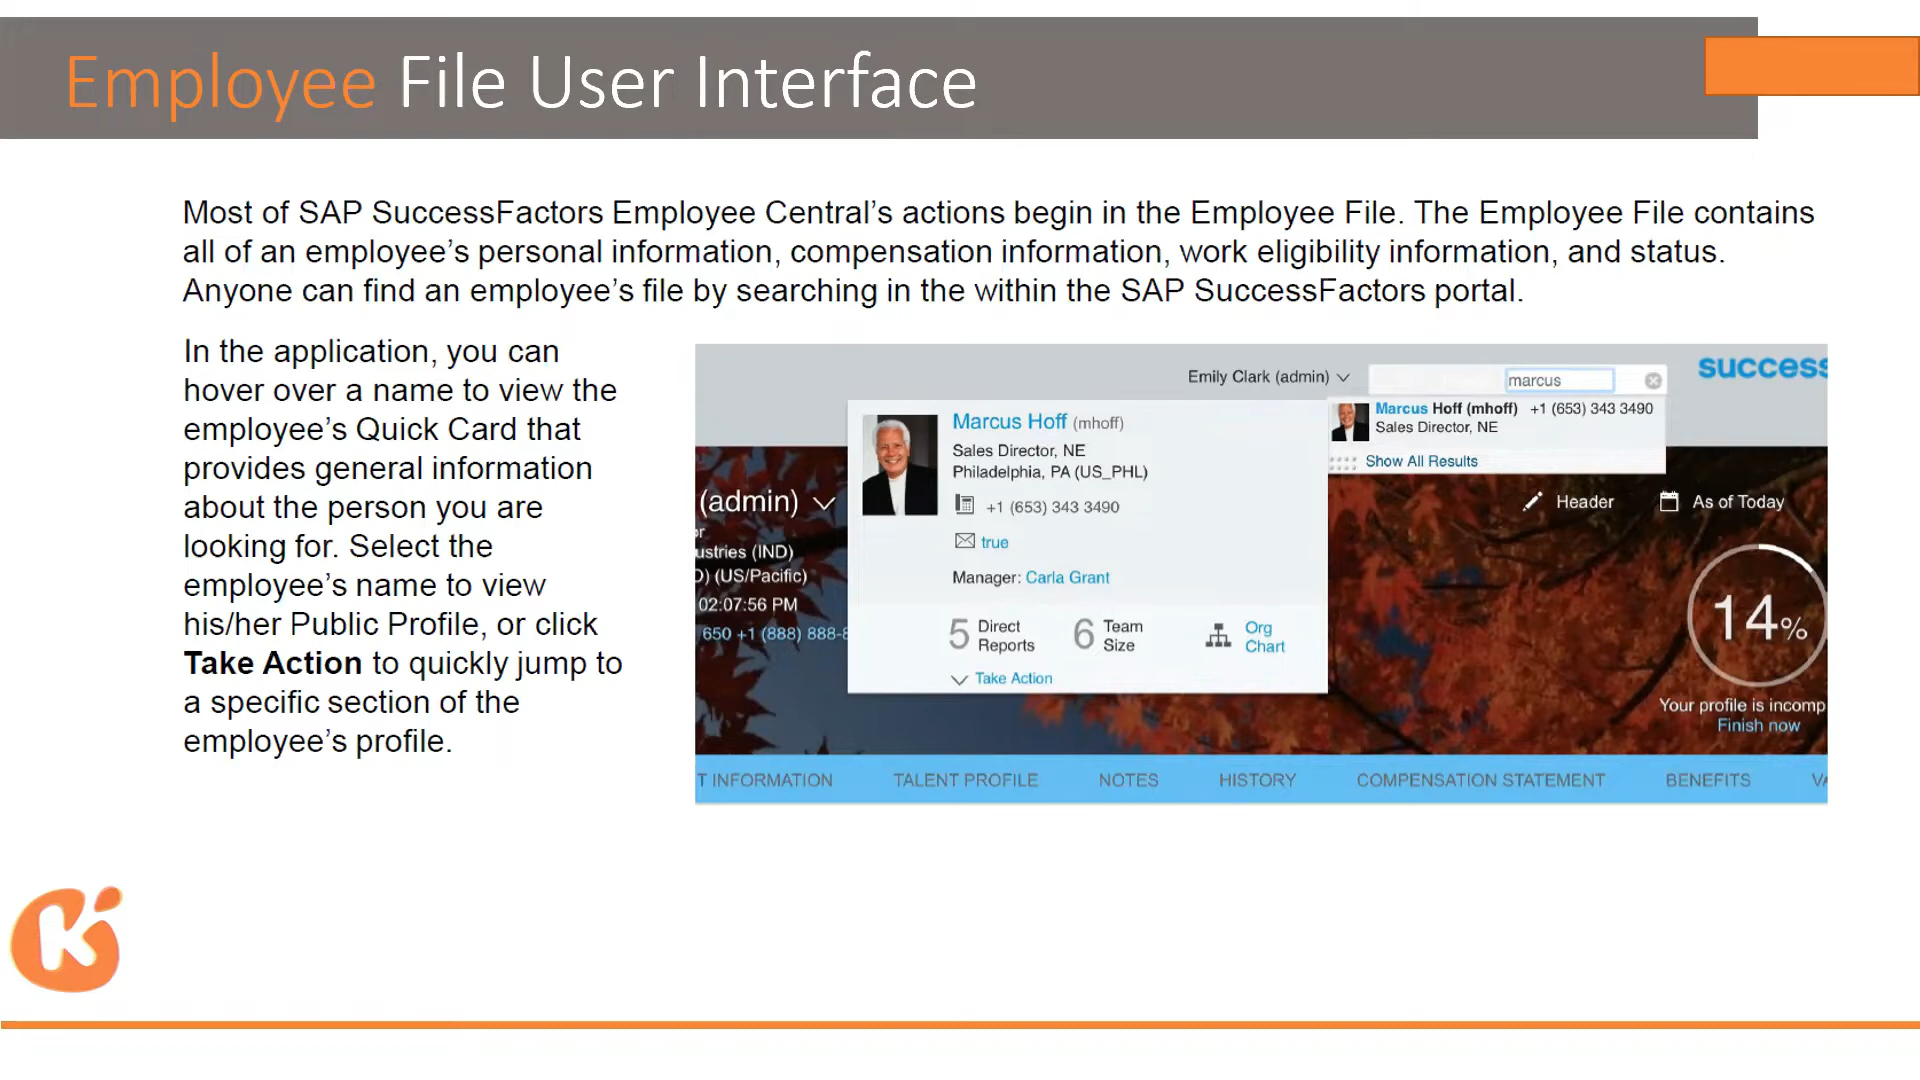 Employee File User Interface
Most of SAP SuccessFactors Employee Central’s actions begin in the Employee File. The Employee File contains
all of an employee’s personal information, compensation information, work eligibility information, and status.
Anyone can find an employee’s file by searching in the within the SAP SuccessFactors portal.
In the application, you can
hover over a name to view the
employee’s Quick Card that
provides general information
about the person you are
looking for. Select the
employee’s name to view
his/her Public Profile, or click
Take Action to quickly jump to
a specific section of the
employee’s profile.
Emily Clark (admin)
marcus
success
Marcus Hoff (mhoff) +1 (653) 343 3490
Sales Director, NE
Show All Results
Marcus Hoff (mhoff)
Sales Director, NE
Philadelphia, PA (US_PHL)
+1 (653) 343 3490
true
Manager: Carla Grant
5 Direct Reports
6 Team Size
Org Chart
Take Action
(admin)
or
ustries (IND)
D) (US/Pacific)
02:07:56 PM
650 +1 (888) 888-8
Header
As of Today
14%
Your profile is incomp
Finish now
T INFORMATION TALENT PROFILE NOTES HISTORY COMPENSATION STATEMENT BENEFITS VA
K